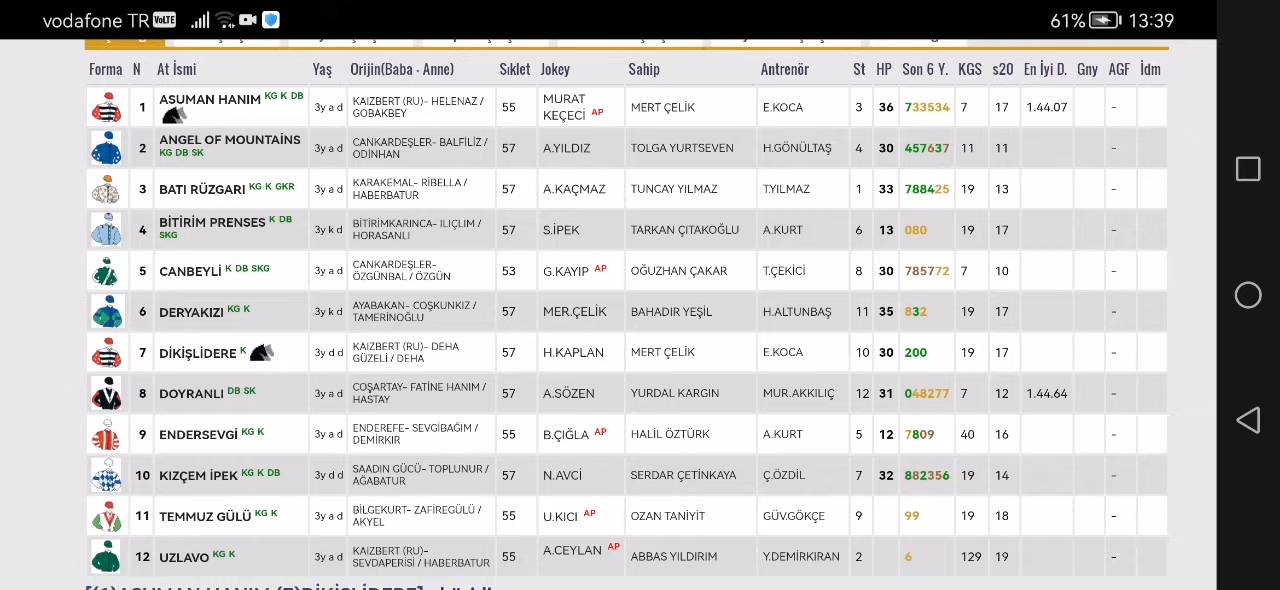 vodafone TR VoLTE 61% 13:39
Forma N At İsmi Yaş Orijin(Baba - Anne) Sıklet Jokey Sahip Antrenör St HP Son 6 Y. KGS s20 En İyi D. Gny AGF İdm
1 ASUMAN HANIM KG K DB 3y a d KAIZBERT (RU)- HELENAZ / GOBAKBEY 55 MURAT KEÇECİ AP MERT ÇELİK E.KOCA 3 36 733534 7 17 1.44.07 -
2 ANGEL OF MOUNTAİNS KG DB SK 3y a d CANKARDEŞLER- BALFİLİZ / ODİNHAN 57 A.YILDIZ TOLGA YURTSEVEN H.GÖNÜLTAŞ 4 30 457637 11 11 -
3 BATI RÜZGARI KG K GKR 3y a d KARAKEMAL- RİBELLA / HABERBATUR 57 A.KAÇMAZ TUNCAY YILMAZ T.YILMAZ 1 33 788425 19 13 -
4 BİTİRİM PRENSES K DB SKG 3y k d BİTİRİMKARINCA- ILIÇLIM / HORASANLI 57 S.İPEK TARKAN ÇITAKOĞLU A.KURT 6 13 080 19 17 -
5 CANBEYLİ K DB SKG 3y a d CANKARDEŞLER- ÖZGÜNBAL / ÖZGÜN 53 G.KAYIP AP OĞUZHAN ÇAKAR T.ÇEKİCİ 8 30 785772 7 10 -
6 DERYAKIZI KG K 3y k d AYABAKAN- COŞKUNKIZ / TAMERİNOĞLU 57 MER.ÇELİK BAHADIR YEŞİL H.ALTUNBAŞ 11 35 832 19 17 -
7 DİKİŞLİDERE K 3y d d KAIZBERT (RU)- DEHA GÜZELİ / DEHA 57 H.KAPLAN MERT ÇELİK E.KOCA 10 30 200 19 17 -
8 DOYRANLI DB SK 3y a d COŞARTAY- FATİNE HANIM / HASTAY 57 A.SÖZEN YURDAL KARGIN MUR.AKKILIÇ 12 31 048277 7 12 1.44.64 -
9 ENDERSEVGİ KG K 3y a d ENDEREFE- SEVGİBAĞIM / DEMİRKIR 55 B.ÇIĞLA AP HALİL ÖZTÜRK A.KURT 5 12 7809 40 16 -
10 KIZÇEM İPEK KG K DB 3y d d SAADIN GÜCÜ- TOPLUNUR / AĞABATUR 57 N.AVCİ SERDAR ÇETİNKAYA Ç.ÖZDİL 7 32 882356 19 14 -
11 TEMMUZ GÜLÜ KG K 3y a d BİLGEKURT- ZAFİREGÜLÜ / AKYEL 55 U.KICI AP OZAN TANİYİT GÜV.GÖKÇE 9 99 19 18 -
12 UZLAVO KG K 3y a d KAIZBERT (RU)- SEVDAPERİSİ / HABERBATUR 55 A.CEYLAN AP ABBAS YILDIRIM Y.DEMİRKIRAN 2 6 129 19 -